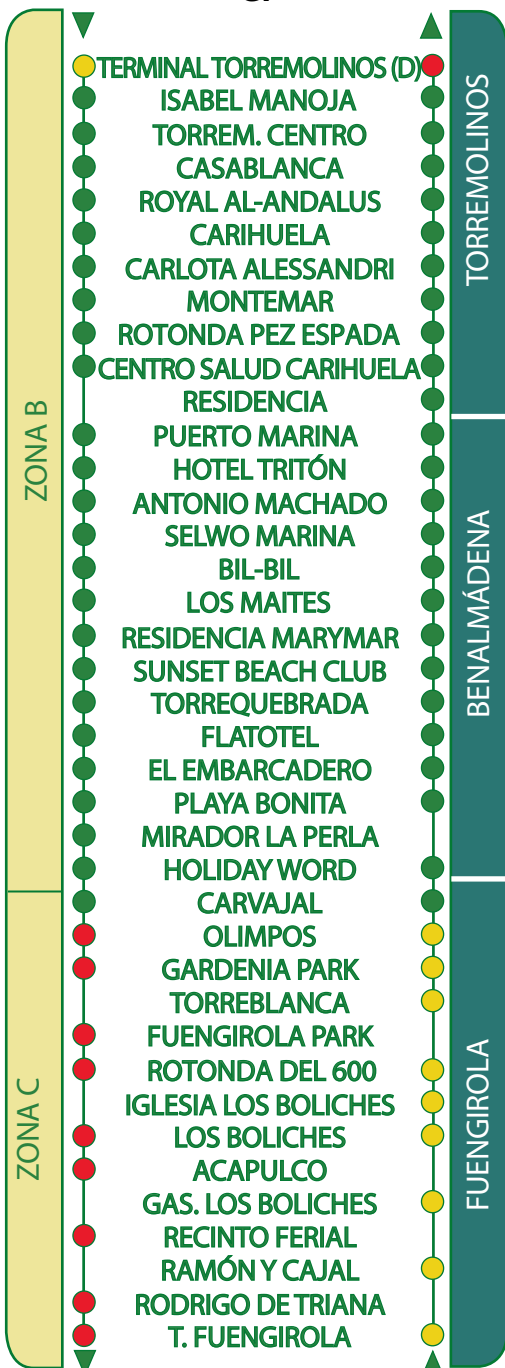 TERMINAL TORREMOLINOS (D)
ISABEL MANOJA
TORREM. CENTRO
CASABLANCA
ROYAL AL-ANDALUS
CARIHUELA
CARLOTA ALESSANDRI
MONTEMAR
ROTONDA PEZ ESPADA
CENTRO SALUD CARIHUELA
RESIDENCIA
PUERTO MARINA
HOTEL TRITÓN
ANTONIO MACHADO
SELWO MARINA
BIL-BIL
LOS MAITES
RESIDENCIA MARYMAR
SUNSET BEACH CLUB
TORREQUEBRADA
FLATOTEL
EL EMBARCADERO
PLAYA BONITA
MIRADOR LA PERLA
HOLIDAY WORD
CARVAJAL
OLIMPOS
GARDENIA PARK
TORREBLANCA
FUENGIROLA PARK
ROTONDA DEL 600
IGLESIA LOS BOLICHES
LOS BOLICHES
ACAPULCO
GAS. LOS BOLICHES
RECINTO FERIAL
RAMÓN Y CAJAL
RODRIGO DE TRIANA
T. FUENGIROLA
ZONA B
ZONA C
TORREMOLINOS
BENALMÁDENA
FUENGIROLA